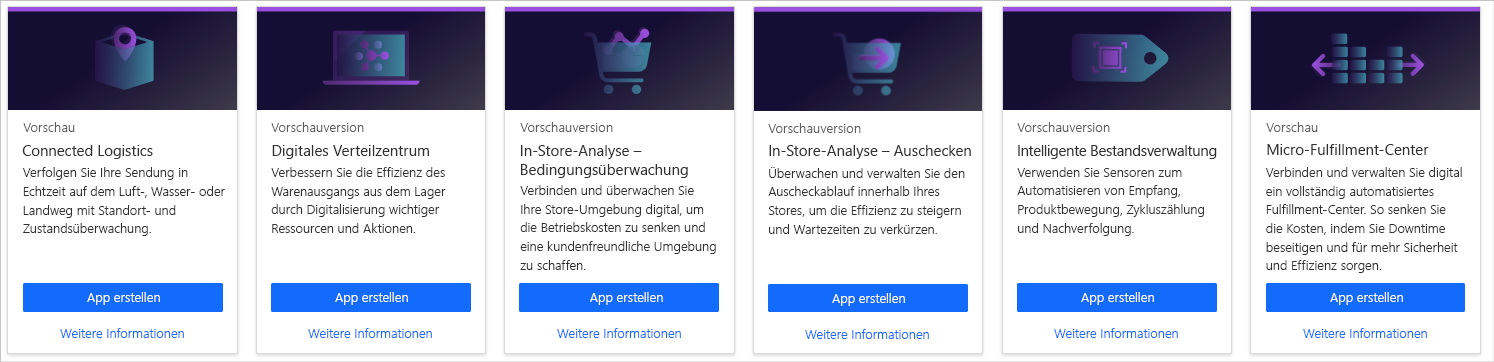 Vorschau
Connected Logistics
Verfolgen Sie Ihre Sendung in
Echtzeit auf dem Luft-, Wasser- oder
Landweg mit Standort- und
Zustandsüberwachung.
App erstellen
Weitere Informationen
Vorschauversion
Digitales Verteilzentrum
Verbessern Sie die Effizienz des
Warenausgangs aus dem Lager
durch Digitalisierung wichtiger
Ressourcen und Aktionen.
App erstellen
Weitere Informationen
Vorschauversion
In-Store-Analyse –
Bedingungsüberwachung
Verbinden und überwachen Sie
Ihre Store-Umgebung digital, um
die Betriebskosten zu senken und
eine kundenfreundliche Umgebung
zu schaffen.
App erstellen
Weitere Informationen
Vorschauversion
In-Store-Analyse – Auschecken
Überwachen und verwalten Sie den
Auscheckablauf innerhalb Ihres
Stores, um die Effizienz zu steigern
und Wartezeiten zu verkürzen.
App erstellen
Weitere Informationen
Vorschauversion
Intelligente Bestandsverwaltung
Verwenden Sie Sensoren zum
Automatisieren von Empfang,
Produktbewegung, Zykluszählung
und Nachverfolgung.
App erstellen
Weitere Informationen
Vorschau
Micro-Fulfillment-Center
Verbinden und verwalten Sie digital
ein vollständig automatisiertes
Fulfillment-Center. So senken Sie
die Kosten, indem Sie Downtime
beseitigen und für mehr Sicherheit
und Effizienz sorgen.
App erstellen
Weitere Informationen